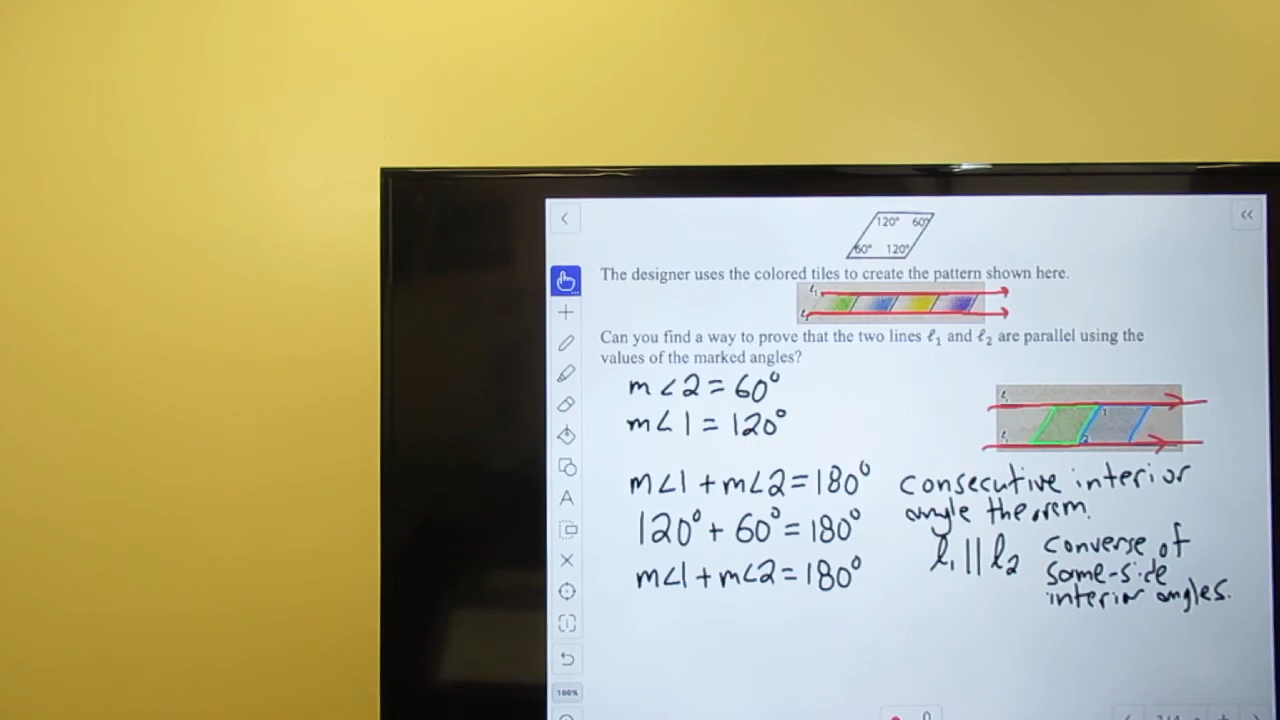 120° 60°
60° 120°
The designer uses the colored tiles to create the pattern shown here.
ℓ₁
Can you find a way to prove that the two lines ℓ₁ and ℓ₂ are parallel using the
values of the marked angles?
m∠2 = 60°
m∠1 = 120°
1
2
m∠1 + m∠2 = 180° consecutive interior
angle theorem.
120° + 60° = 180°
ℓ₁ || ℓ₂ converse of
same-side
interior angles.
m∠1 + m∠2 = 180°
A
100%